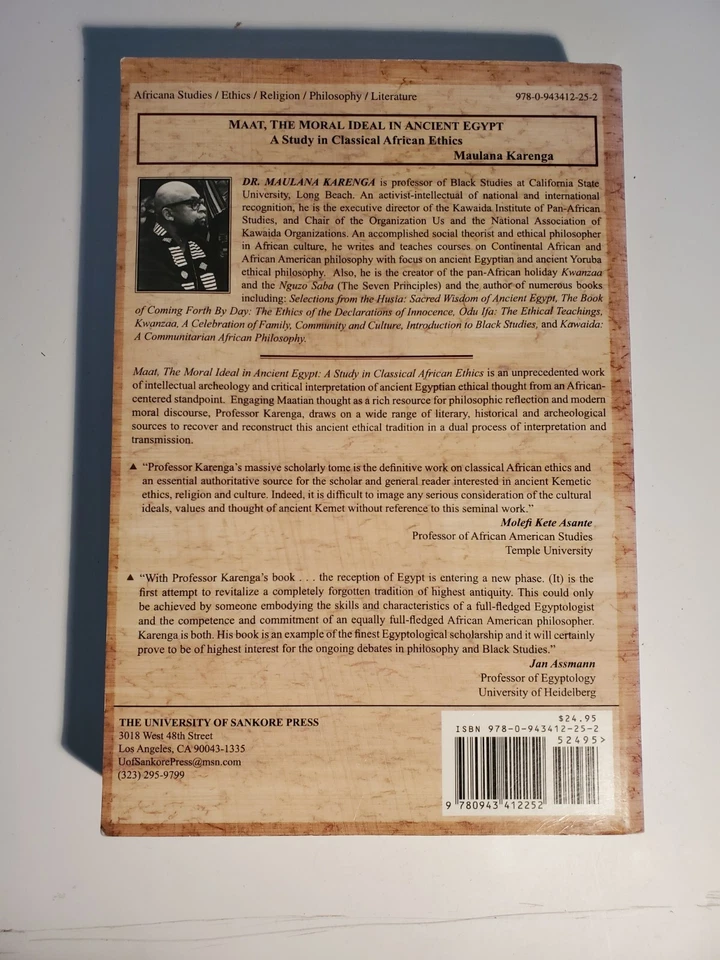 Africana Studies / Ethics / Religion / Philosophy / Literature 978-0-943412-25-2
MAAT, THE MORAL IDEAL IN ANCIENT EGYPT
A Study in Classical African Ethics
Maulana Karenga
DR. MAULANA KARENGA is professor of Black Studies at California State
University, Long Beach. An activist-intellectual of national and international
recognition, he is the executive director of the Kawaida Institute of Pan-African
Studies, and Chair of the Organization Us and the National Association of
Kawaida Organizations. An accomplished social theorist and ethical philosopher
in African culture, he writes and teaches courses on Continental African and
African American philosophy with focus on ancient Egyptian and ancient Yoruba
ethical philosophy. Also, he is the creator of the pan-African holiday Kwanzaa
and the Nguzo Saba (The Seven Principles) and the author of numerous books
including: Selections from the Husia: Sacred Wisdom of Ancient Egypt, The Book
of Coming Forth By Day: The Ethics of the Declarations of Innocence, Odu Ifa: The Ethical Teachings,
Kwanzaa, A Celebration of Family, Community and Culture, Introduction to Black Studies, and Kawaida:
A Communitarian African Philosophy.
Maat, The Moral Ideal in Ancient Egypt: A Study in Classical African Ethics is an unprecedented work
of intellectual archeology and critical interpretation of ancient Egyptian ethical thought from an African-
centered standpoint. Engaging Maatian thought as a rich resource for philosophic reflection and modern
moral discourse, Professor Karenga, draws on a wide range of literary, historical and archeological
sources to recover and reconstruct this ancient ethical tradition in a dual process of interpretation and
transmission.
▲ “Professor Karenga’s massive scholarly tome is the definitive work on classical African ethics and
an essential authoritative source for the scholar and general reader interested in ancient Kemetic
ethics, religion and culture. Indeed, it is difficult to image any serious consideration of the cultural
ideals, values and thought of ancient Kemet without reference to this seminal work.”
Molefi Kete Asante
Professor of African American Studies
Temple University
▲ “With Professor Karenga’s book . . . the reception of Egypt is entering a new phase. (It) is the
first attempt to revitalize a completely forgotten tradition of highest antiquity. This could only
be achieved by someone embodying the skills and characteristics of a full-fledged Egyptologist
and the competence and commitment of an equally full-fledged African American philosopher.
Karenga is both. His book is an example of the finest Egyptological scholarship and it will certainly
prove to be of highest interest for the ongoing debates in philosophy and Black Studies.”
Jan Assmann
Professor of Egyptology
University of Heidelberg
THE UNIVERSITY OF SANKORE PRESS
3018 West 48th Street
Los Angeles, CA 90043-1335
UofSankorePress@msn.com
(323) 295-9799
$24.95
ISBN 978-0-943412-25-2
52495>
9 780943 412252